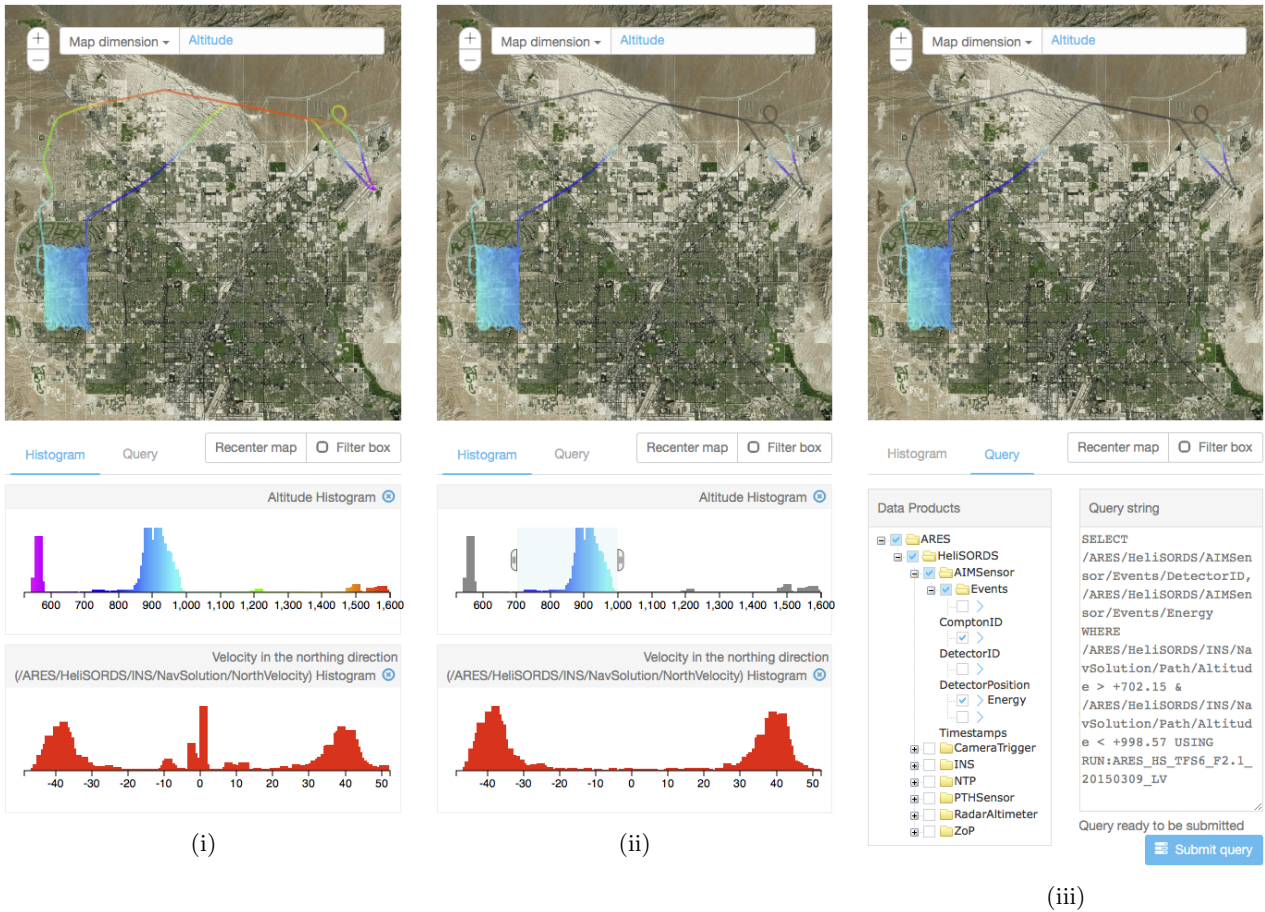 +
−
Map dimension Altitude
Histogram Query Recenter map Filter box
Altitude Histogram
600 700 800 900 1,000 1,100 1,200 1,300 1,400 1,500 1,600
Velocity in the northing direction
(/ARES/HeliSORDS/INS/NavSolution/NorthVelocity) Histogram
-40 -30 -20 -10 0 10 20 30 40 50
(i)
+
−
Map dimension Altitude
Histogram Query Recenter map Filter box
Altitude Histogram
600 700 800 900 1,000 1,100 1,200 1,300 1,400 1,500 1,600
Velocity in the northing direction
(/ARES/HeliSORDS/INS/NavSolution/NorthVelocity) Histogram
-40 -30 -20 -10 0 10 20 30 40 50
(ii)
+
−
Map dimension Altitude
Histogram Query Recenter map Filter box
Data Products
ARES
HeliSORDS
AIMSensor
Events
ComptonID
DetectorID
DetectorPosition
Energy
Timestamps
CameraTrigger
INS
NTP
PTHSensor
RadarAltimeter
ZoP
Query string
SELECT
/ARES/HeliSORDS/AIMSen
sor/Events/DetectorID,
/ARES/HeliSORDS/AIMSen
sor/Events/Energy
WHERE
/ARES/HeliSORDS/INS/Na
vSolution/Path/Altitud
e > +702.15 &
/ARES/HeliSORDS/INS/Na
vSolution/Path/Altitud
e < +998.57 USING
RUN:ARES_HS_TFS6_F2.1_
20150309_LV
Query ready to be submitted
Submit query
(iii)